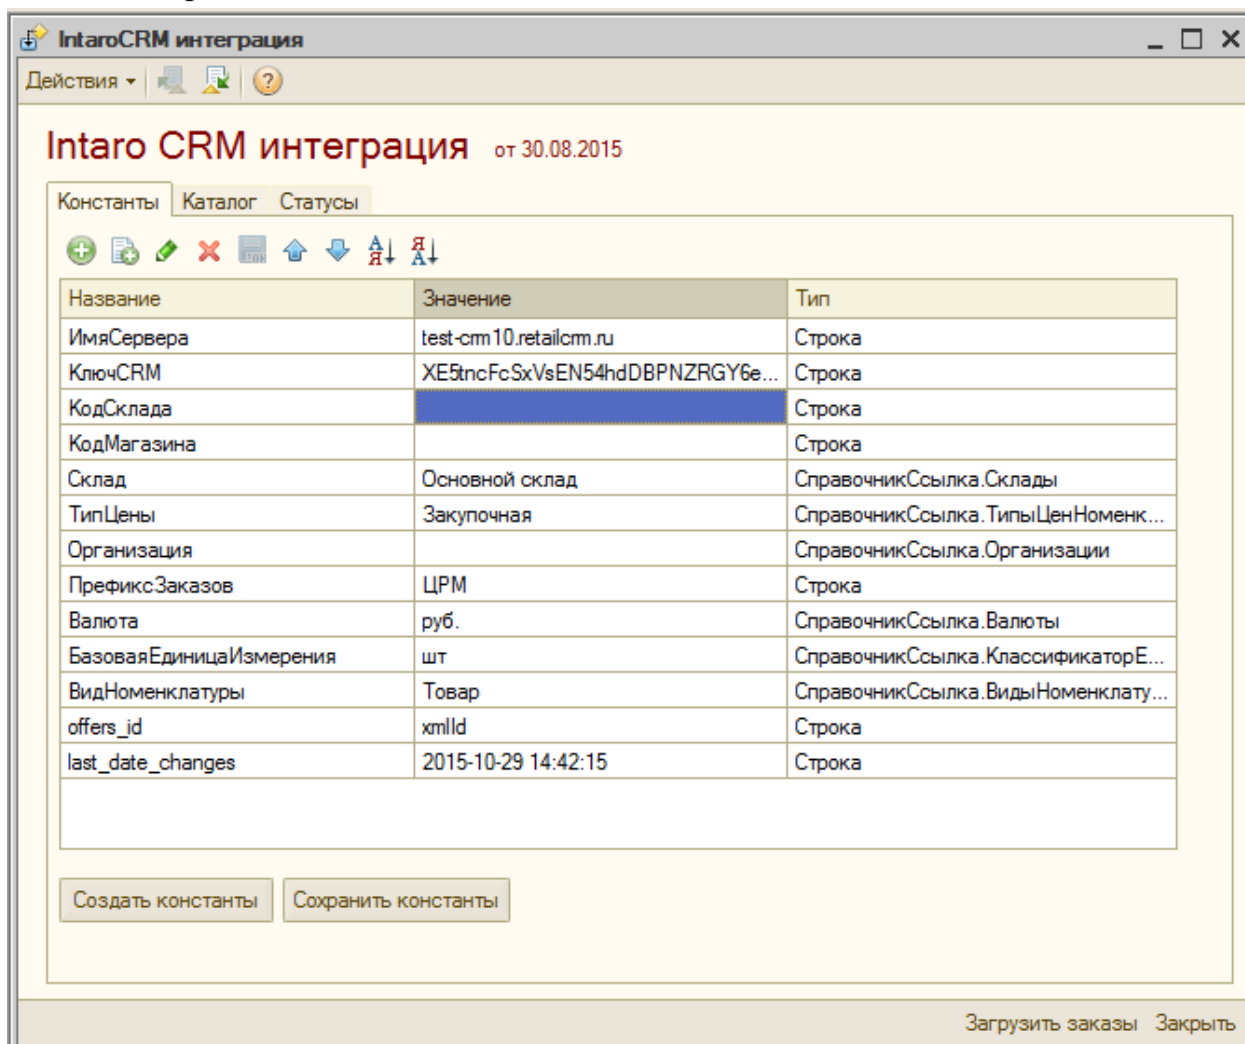 IntaroCRM интеграция
Действия
Intaro CRM интеграция от 30.08.2015
Константы Каталог Статусы
Название Значение Тип
ИмяСервера test-crm10.retailcrm.ru Строка
КлючCRM XE5tncFcSxVsEN54hdDBPNZRGY6e... Строка
КодСклада Строка
КодМагазина Строка
Склад Основной склад СправочникСсылка.Склады
ТипЦены Закупочная СправочникСсылка.ТипыЦенНоменк...
Организация СправочникСсылка.Организации
ПрефиксЗаказов ЦРМ Строка
Валюта руб. СправочникСсылка.Валюты
БазоваяЕдиницаИзмерения шт СправочникСсылка.КлассификаторЕ...
ВидНоменклатуры Товар СправочникСсылка.ВидыНоменклату...
offers_id xmlId Строка
last_date_changes 2015-10-29 14:42:15 Строка
Создать константы Сохранить константы
Загрузить заказы Закрыть